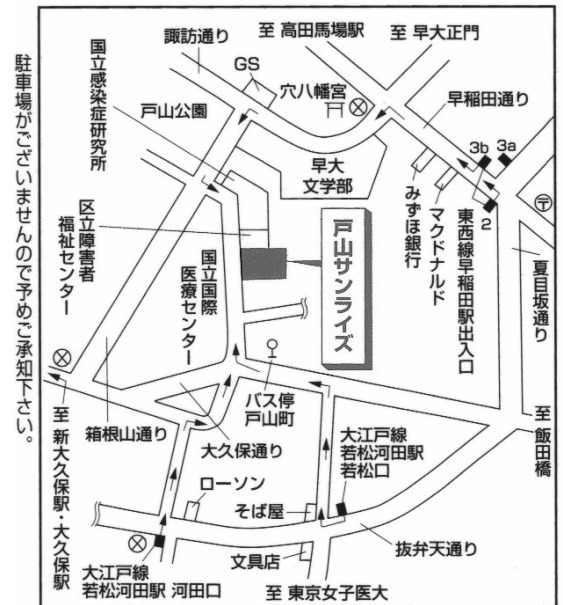 駐車場がございませんので予めご承知下さい。
諏訪通り
至 高田馬場駅
至 早大正門
GS
穴八幡宮
早稲田通り
国立感染症研究所
戸山公園
3b
3a
早大
文学部
みずほ銀行
マクドナルド
2
東西線早稲田駅出入口
夏目坂通り
区立障害者
福祉センター
国立国際
医療センター
戸山サンライズ
バス停
戸山町
至 飯田橋
箱根山通り
大久保通り
至 新大久保駅・大久保駅
大江戸線
若松河田駅
若松口
ローソン
そば屋
抜弁天通り
文具店
大江戸線
若松河田駅 河田口
至 東京女子医大